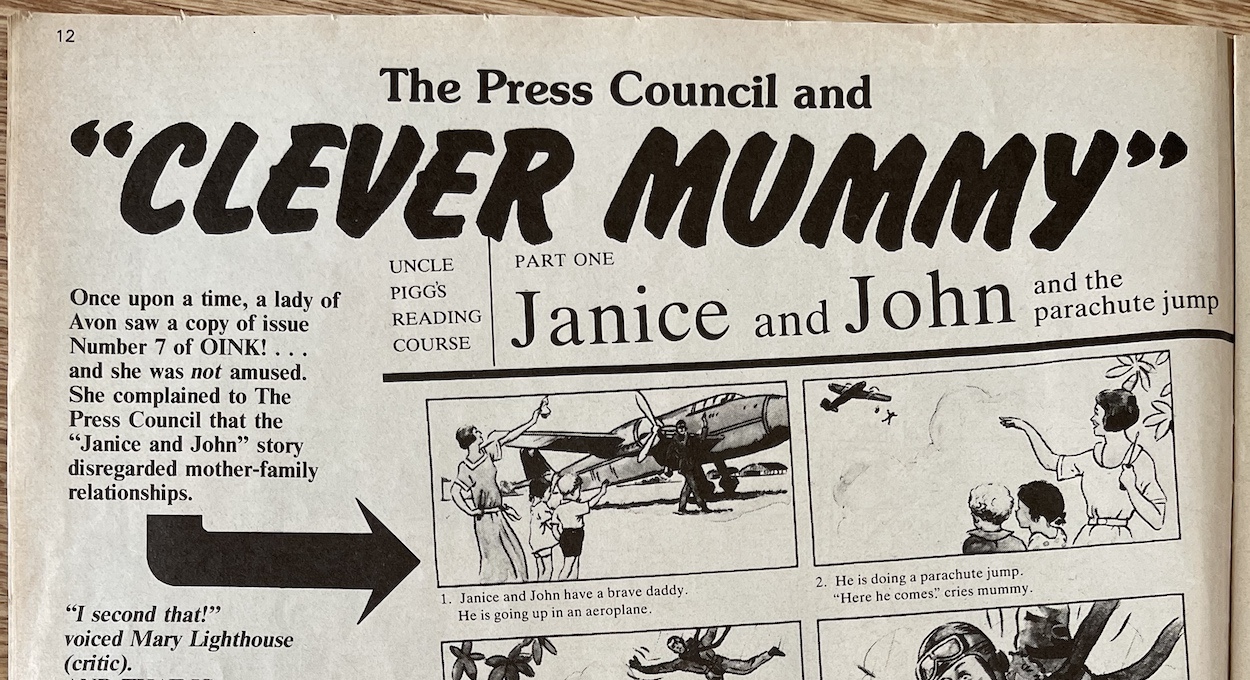 12
The Press Council and
“CLEVER MUMMY”
Once upon a time, a lady of
Avon saw a copy of issue
Number 7 of OINK! . . .
and she was not amused.
She complained to The
Press Council that the
“Janice and John” story
disregarded mother-family
relationships.
“I second that!”
voiced Mary Lighthouse
(critic).
UNCLE
PIGG'S
READING
COURSE
PART ONE
Janice and John and the
parachute jump
1. Janice and John have a brave daddy.
He is going up in an aeroplane.
2. He is doing a parachute jump.
“Here he comes,” cries mummy.